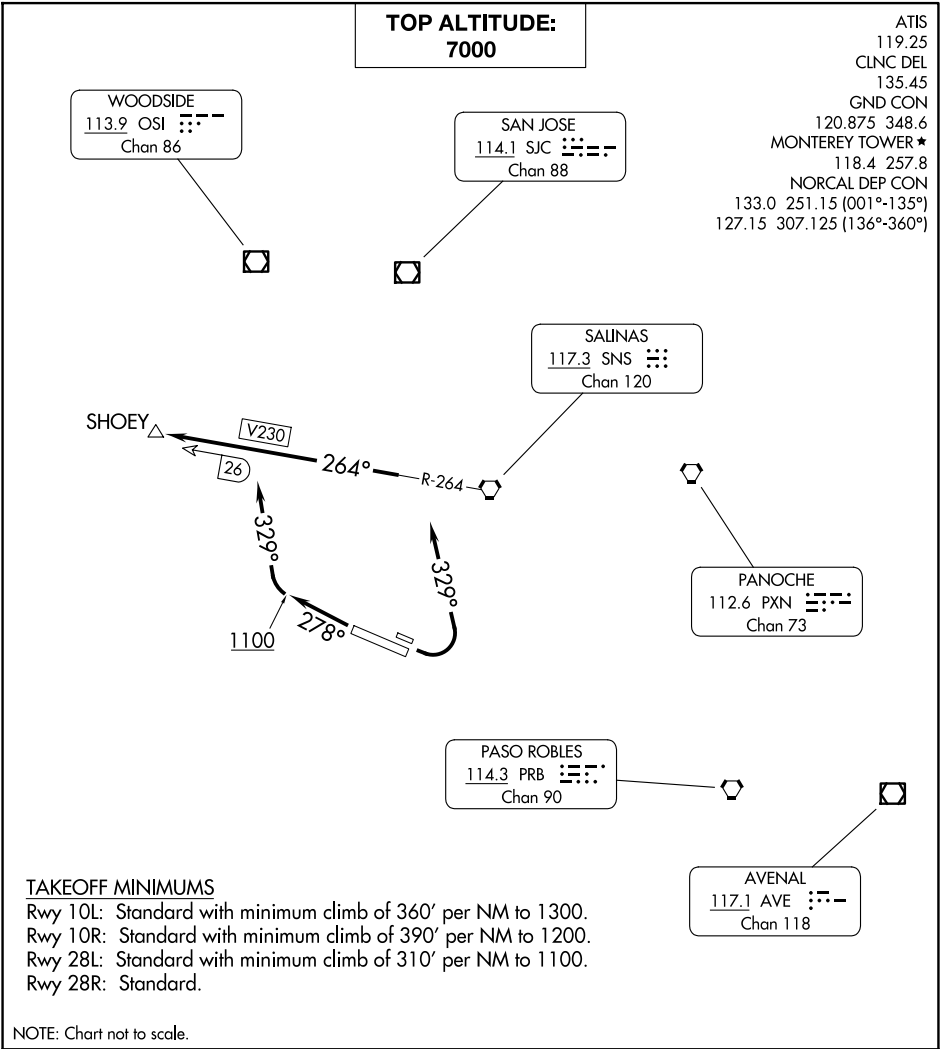 TOP ALTITUDE:
7000
ATIS
119.25
CLNC DEL
135.45
GND CON
120.875 348.6
MONTEREY TOWER ★
118.4 257.8
NORCAL DEP CON
133.0 251.15 (001°-135°)
127.15 307.125 (136°-360°)
WOODSIDE
113.9 OSI
Chan 86
SAN JOSE
114.1 SJC
Chan 88
SALINAS
117.3 SNS
Chan 120
SHOEY
V230
26
264°
R-264
329°
329°
278°
1100
PANOCHE
112.6 PXN
Chan 73
PASO ROBLES
114.3 PRB
Chan 90
AVENAL
117.1 AVE
Chan 118
TAKEOFF MINIMUMS
Rwy 10L: Standard with minimum climb of 360' per NM to 1300.
Rwy 10R: Standard with minimum climb of 390' per NM to 1200.
Rwy 28L: Standard with minimum climb of 310' per NM to 1100.
Rwy 28R: Standard.
NOTE: Chart not to scale.